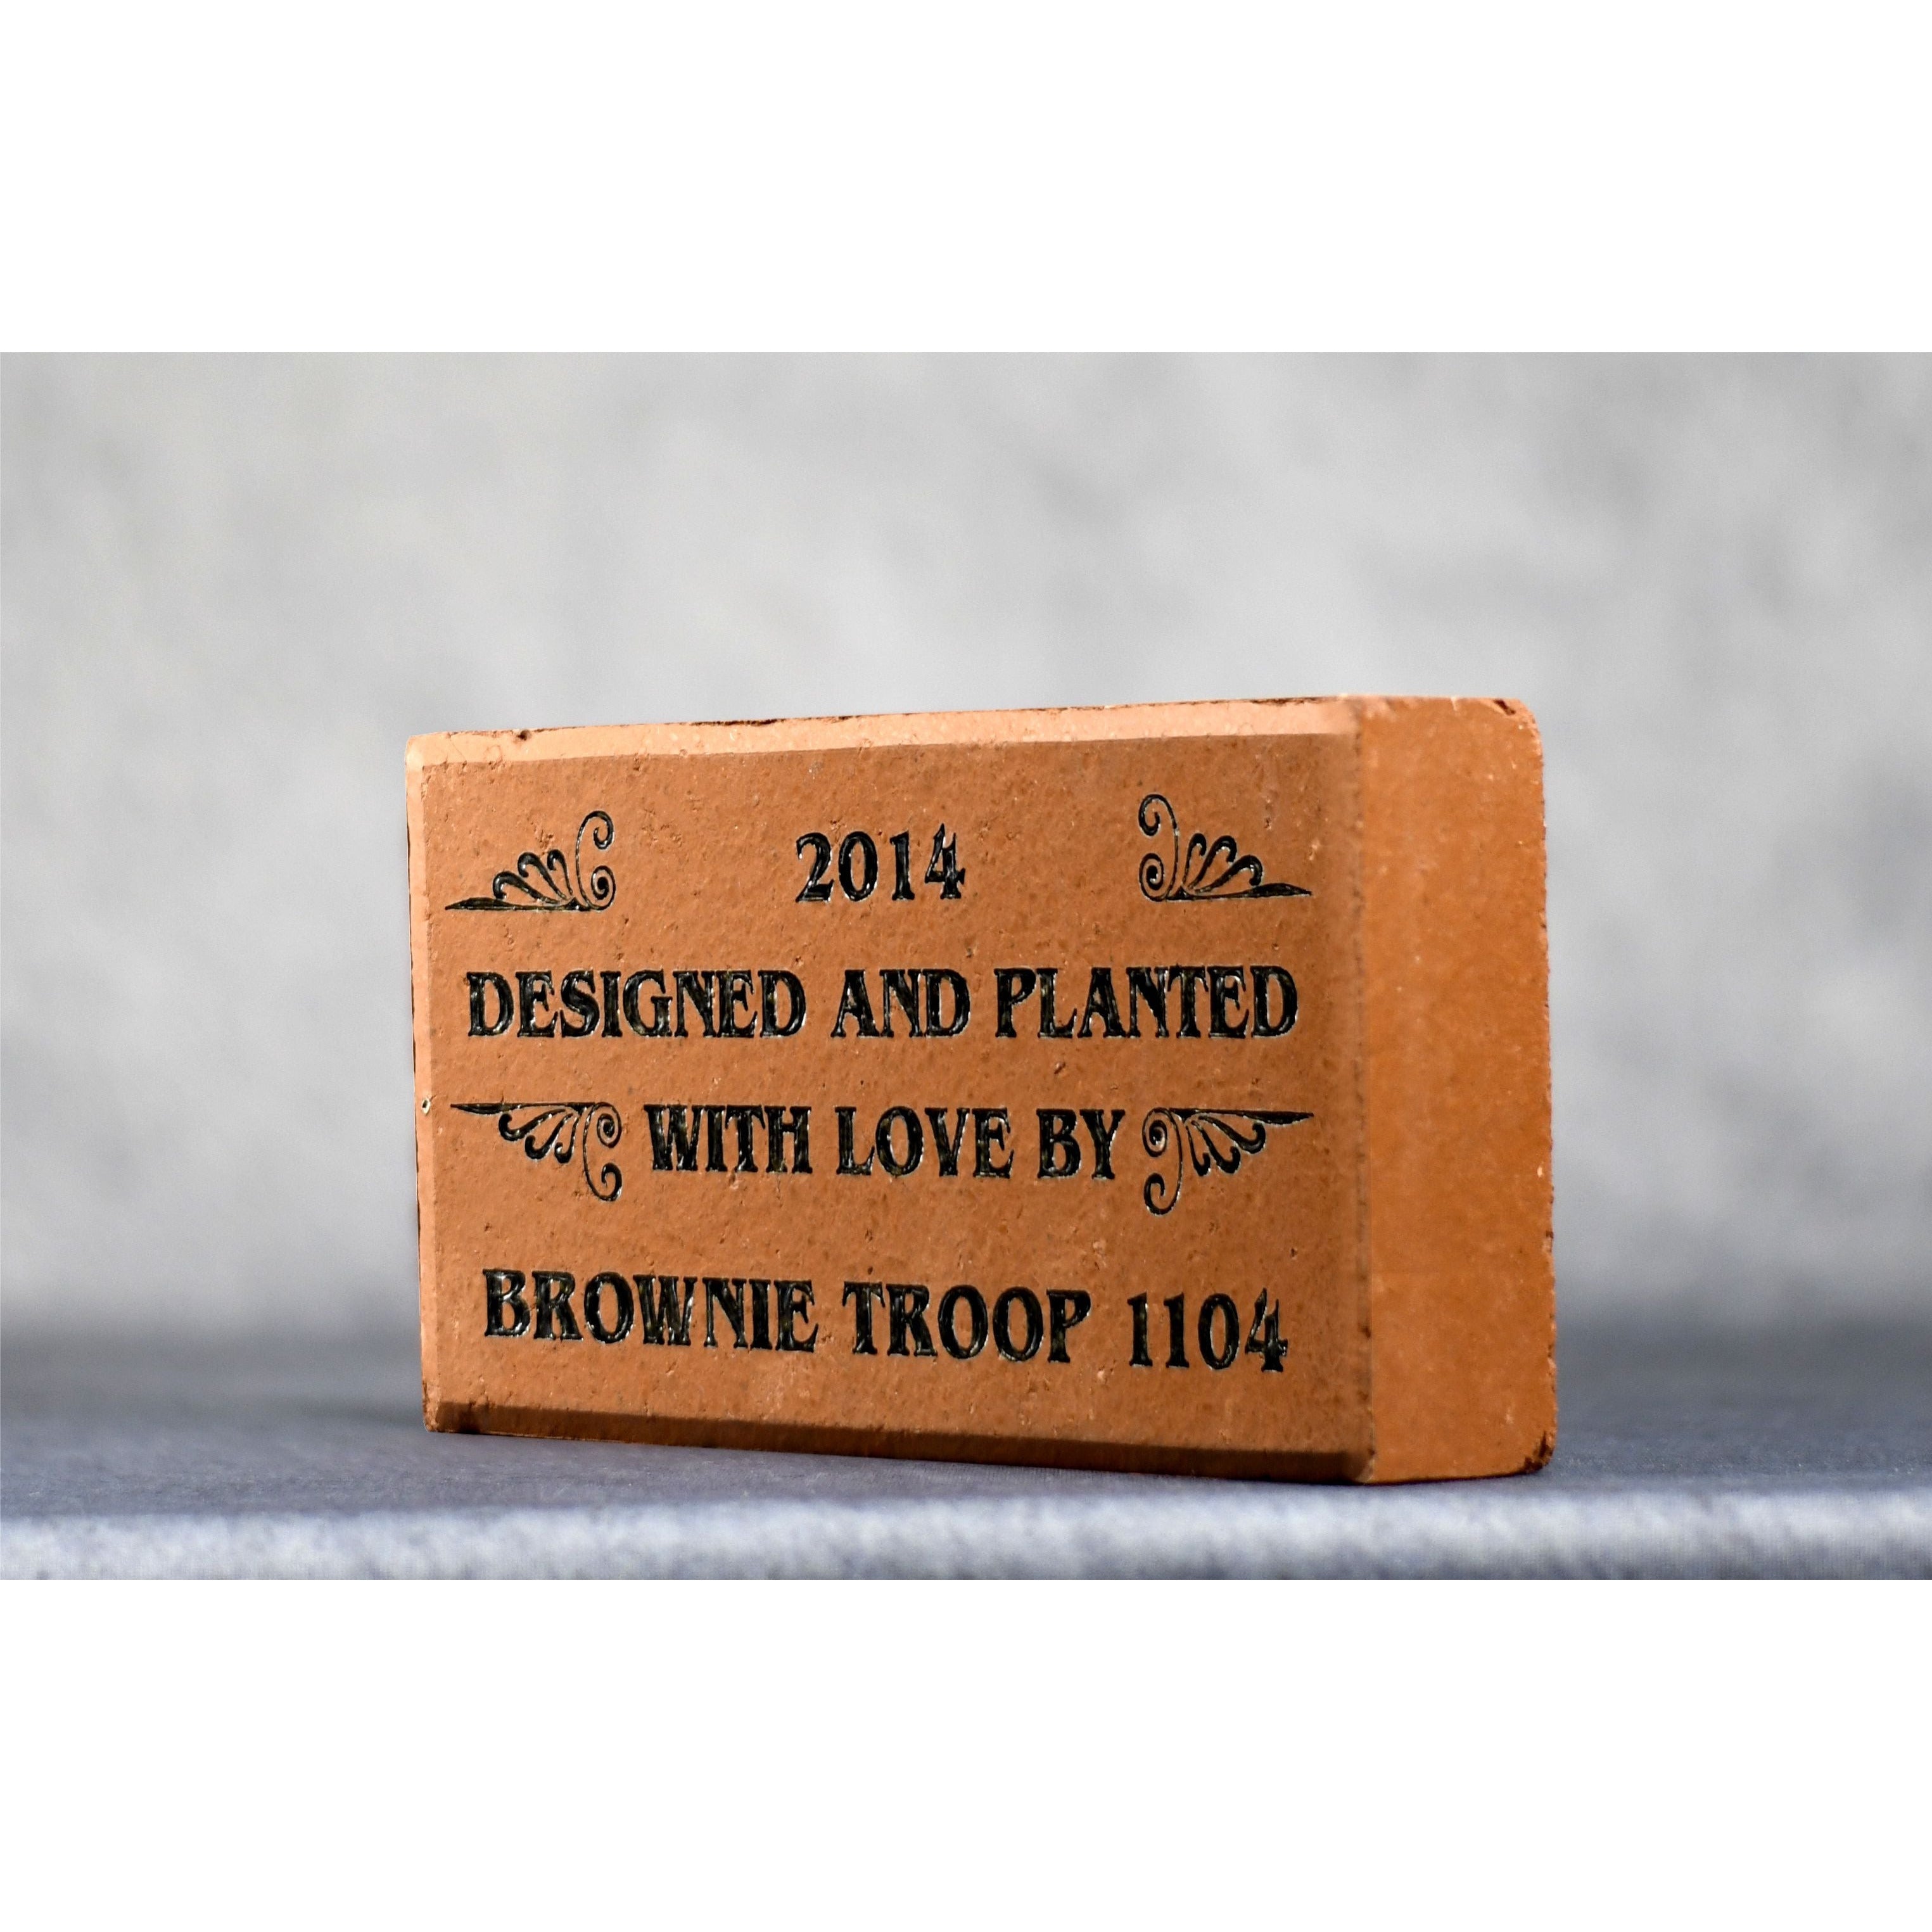 2014
DESIGNED AND PLANTED
WITH LOVE BY
BROWNIE TROOP 1104